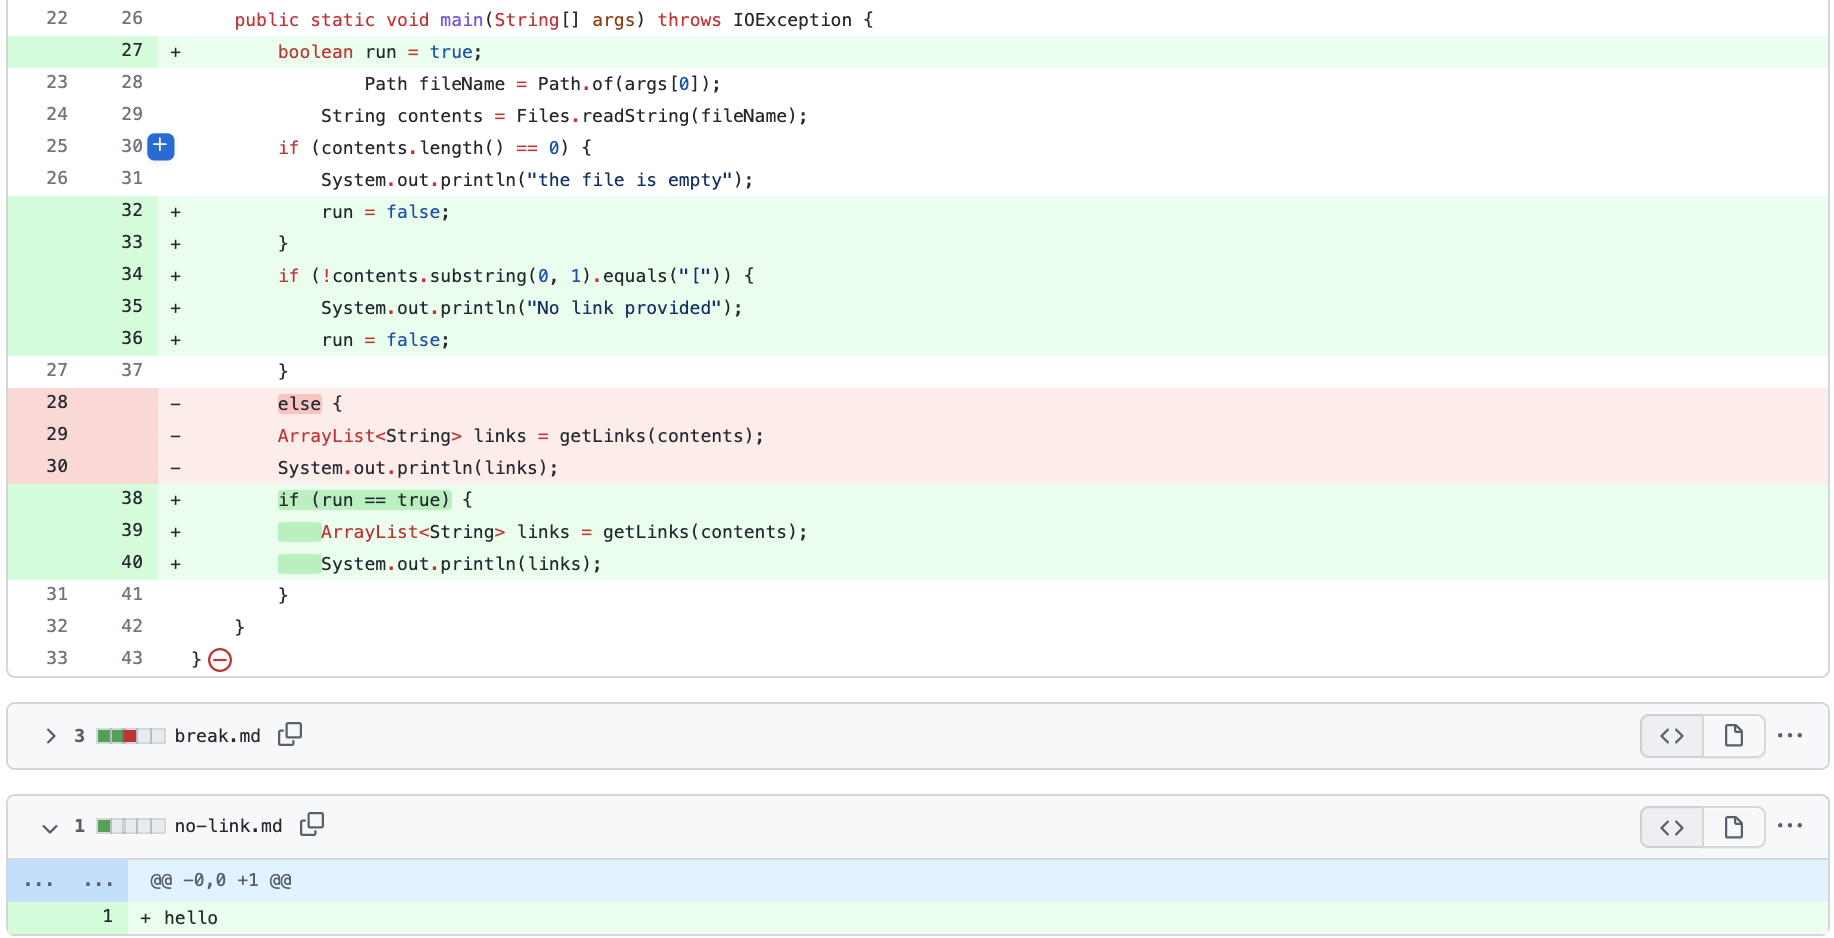 22 26 public static void main(String[] args) throws IOException {
27 + boolean run = true;
23 28 Path fileName = Path.of(args[0]);
24 29 String contents = Files.readString(fileName);
25 30 + if (contents.length() == 0) {
26 31 System.out.println("the file is empty");
32 + run = false;
33 + }
34 + if (!contents.substring(0, 1).equals("[")) {
35 + System.out.println("No link provided");
36 + run = false;
27 37 }
28 - else {
29 - ArrayList<String> links = getLinks(contents);
30 - System.out.println(links);
38 + if (run == true) {
39 + ArrayList<String> links = getLinks(contents);
40 + System.out.println(links);
31 41 }
32 42 }
33 43 }
3 break.md
1 no-link.md
... ... @@ -0,0 +1 @@
1 + hello